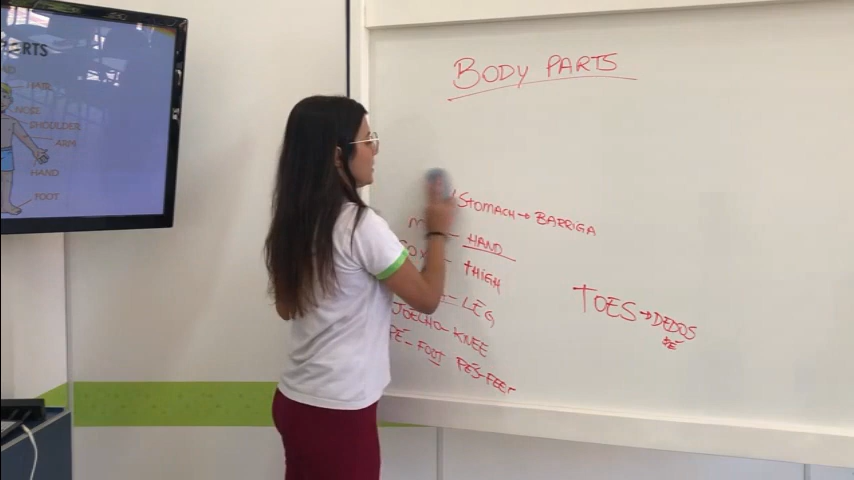 HAIR
NOSE
SHOULDER
ARM
HAND
FOOT
BODY PARTS
STOMACH → BARRIGA
- HAND
- THIGH
- LEG
JOELHO - KNEE
PÉ - FOOT PÉS - FEET
TOES → DEDOS
PÉ